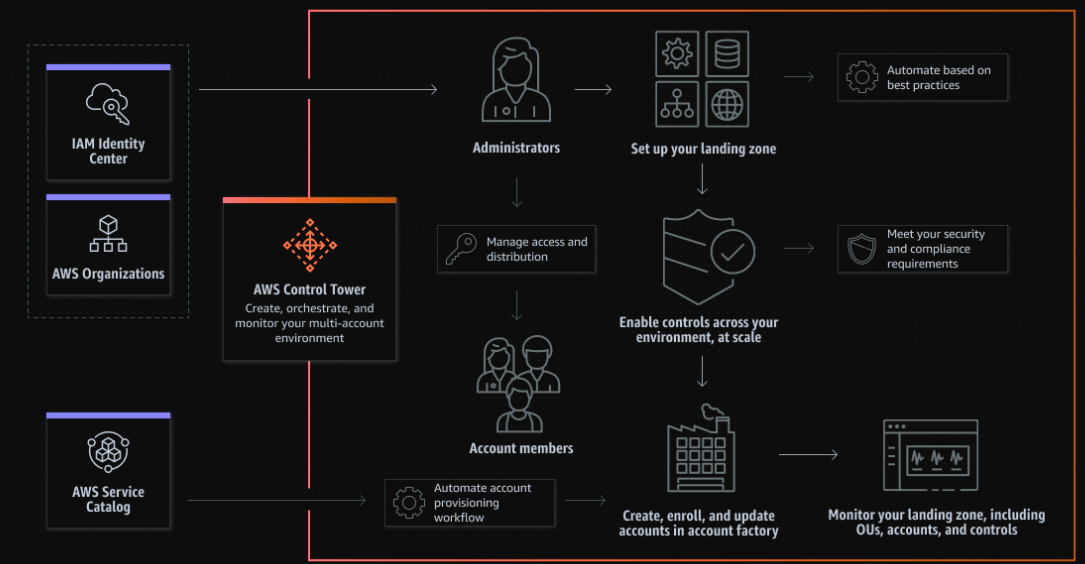 IAM Identity
Center
AWS Organizations
AWS Service
Catalog
AWS Control Tower
Create, orchestrate, and
monitor your multi-account
environment
Administrators
Manage access and
distribution
Account members
Automate account
provisioning
workflow
Set up your landing zone
Automate based on
best practices
Enable controls across your
environment, at scale
Meet your security
and compliance
requirements
Create, enroll, and update
accounts in account factory
Monitor your landing zone, including
OUs, accounts, and controls